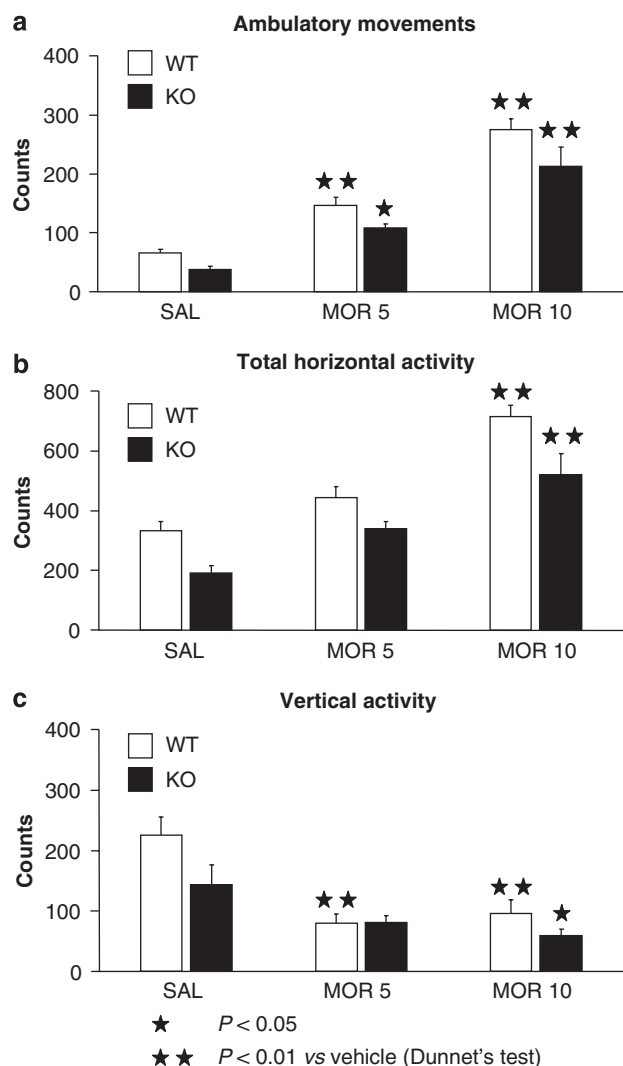 a Ambulatory movements
400
300
200
100
0
Counts
WT
KO
★ ★
★
★ ★
★ ★
SAL MOR 5 MOR 10
b Total horizontal activity
800
600
400
200
0
Counts
WT
KO
★ ★
★ ★
SAL MOR 5 MOR 10
c Vertical activity
400
300
200
100
0
Counts
WT
KO
★ ★
★ ★
★
SAL MOR 5 MOR 10
★ P < 0.05
★ ★ P < 0.01 vs vehicle (Dunnet's test)